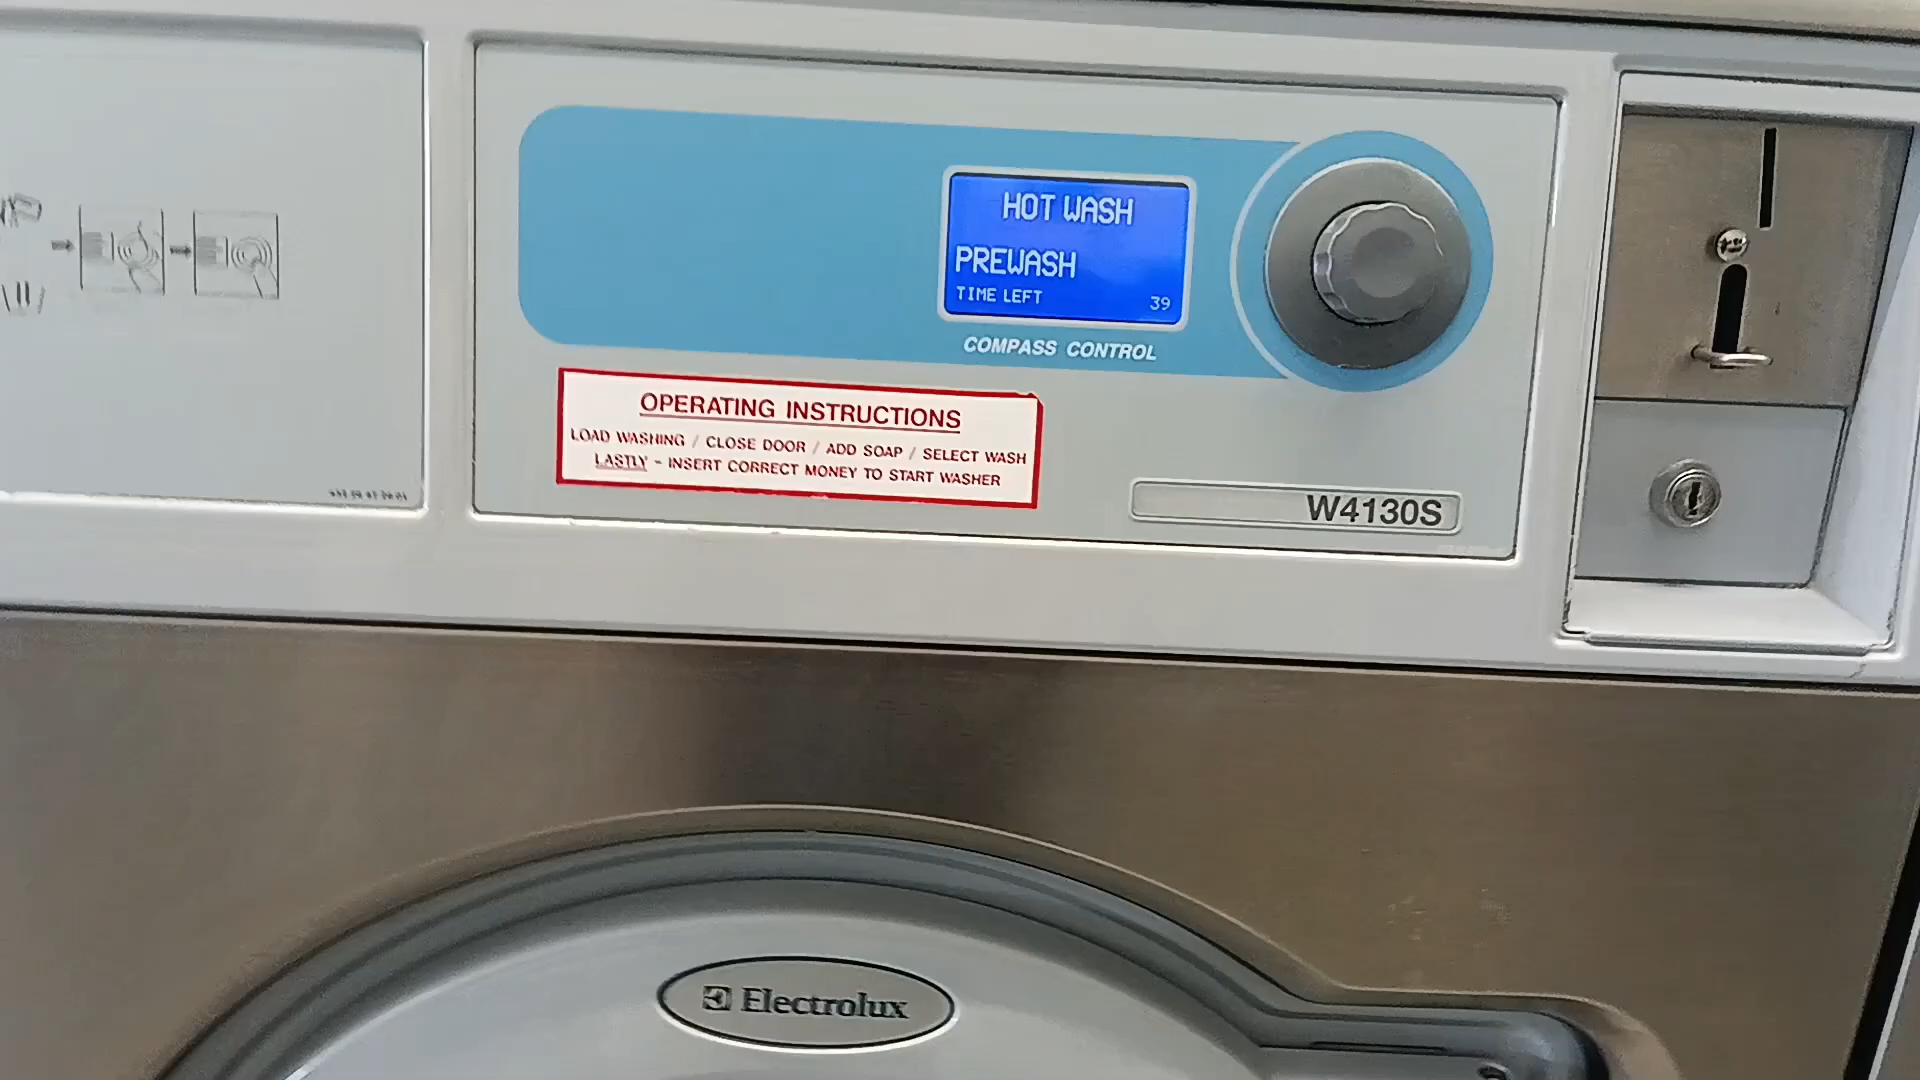 HOT WASH
PREWASH
TIME LEFT 39
COMPASS CONTROL
OPERATING INSTRUCTIONS
LOAD WASHING / CLOSE DOOR / ADD SOAP / SELECT WASH
LASTLY - INSERT CORRECT MONEY TO START WASHER
W4130S
Electrolux